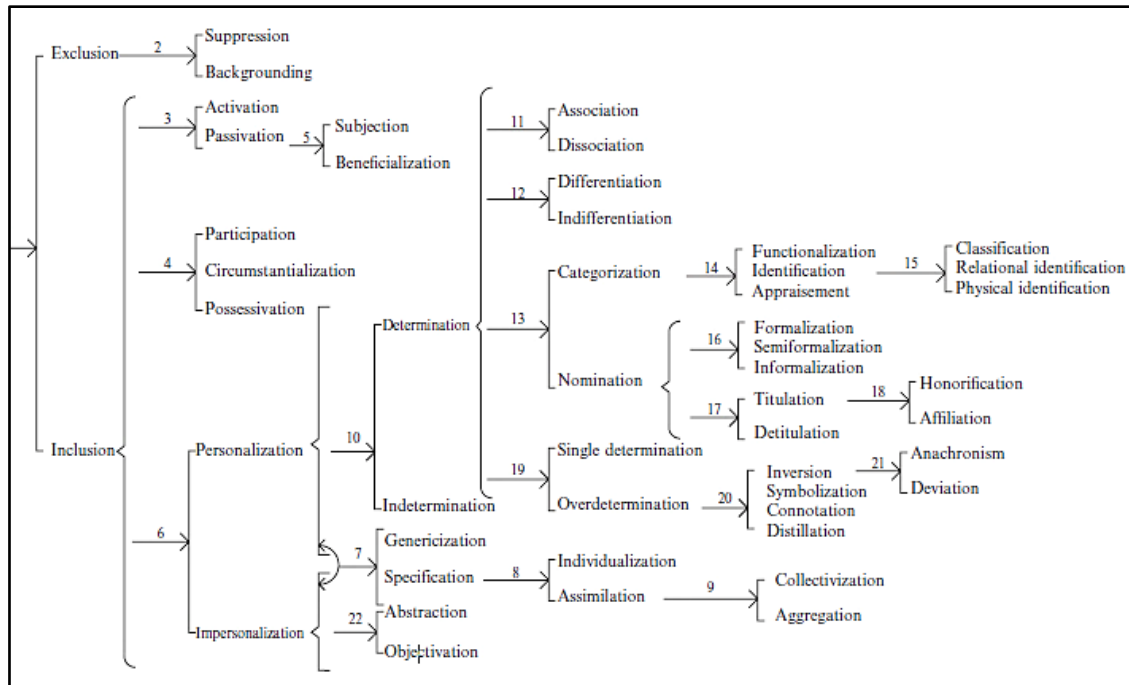 Exclusion
2
Suppression
Backgrounding
Inclusion
3
Activation
Passivation
5
Subjection
Beneficialization
4
Participation
Circumstantialization
Possessivation
6
Personalization
Impersonalization
10
Determination
Indetermination
11
Association
Dissociation
12
Differentiation
Indifferentiation
13
Categorization
Nomination
14
Functionalization
Identification
Appraisement
15
Classification
Relational identification
Physical identification
16
Formalization
Semiformalization
Informalization
17
Titulation
Detitulation
18
Honorification
Affiliation
19
Single determination
Overdetermination
20
Inversion
Symbolization
Connotation
Distillation
21
Anachronism
Deviation
7
Genericization
Specification
8
Individualization
Assimilation
9
Collectivization
Aggregation
22
Abstraction
Objectivation